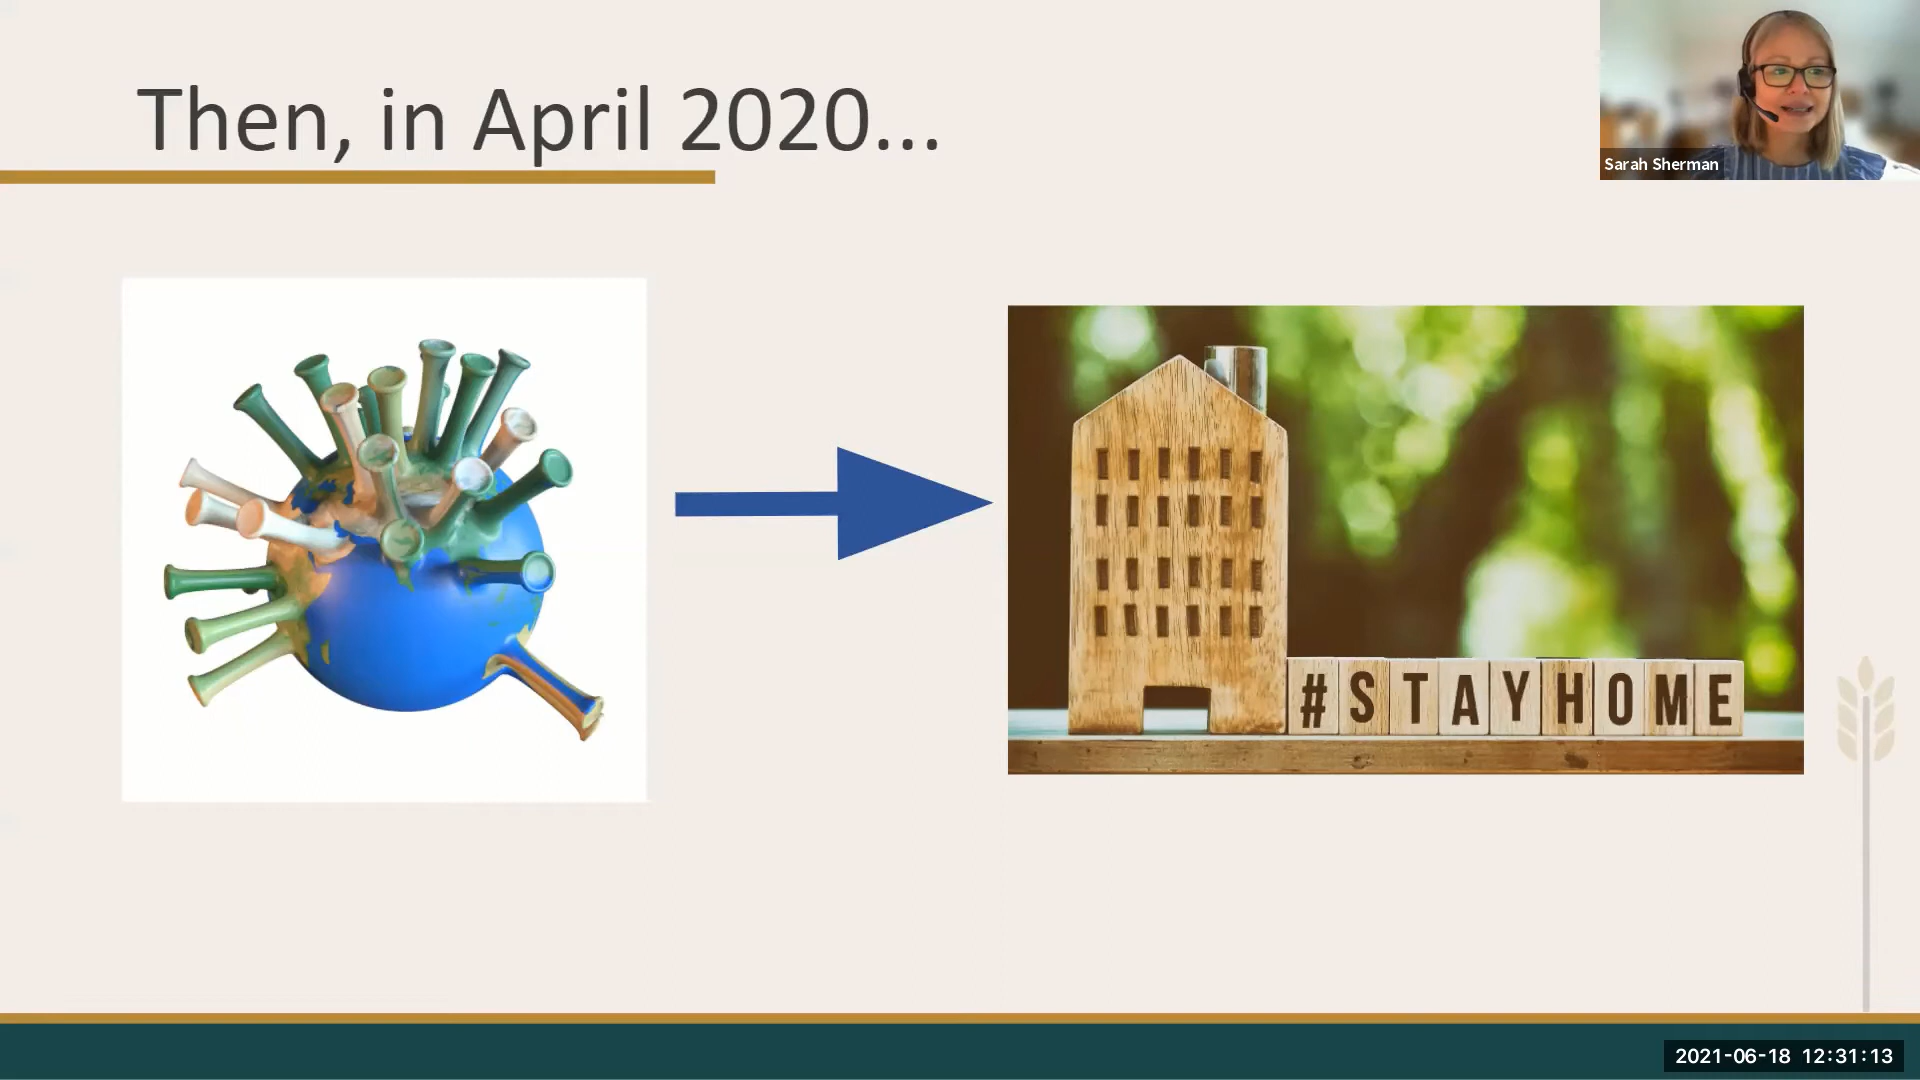 Then, in April 2020...
Sarah Sherman
#STAYHOME
2021-06-18 12:31:13